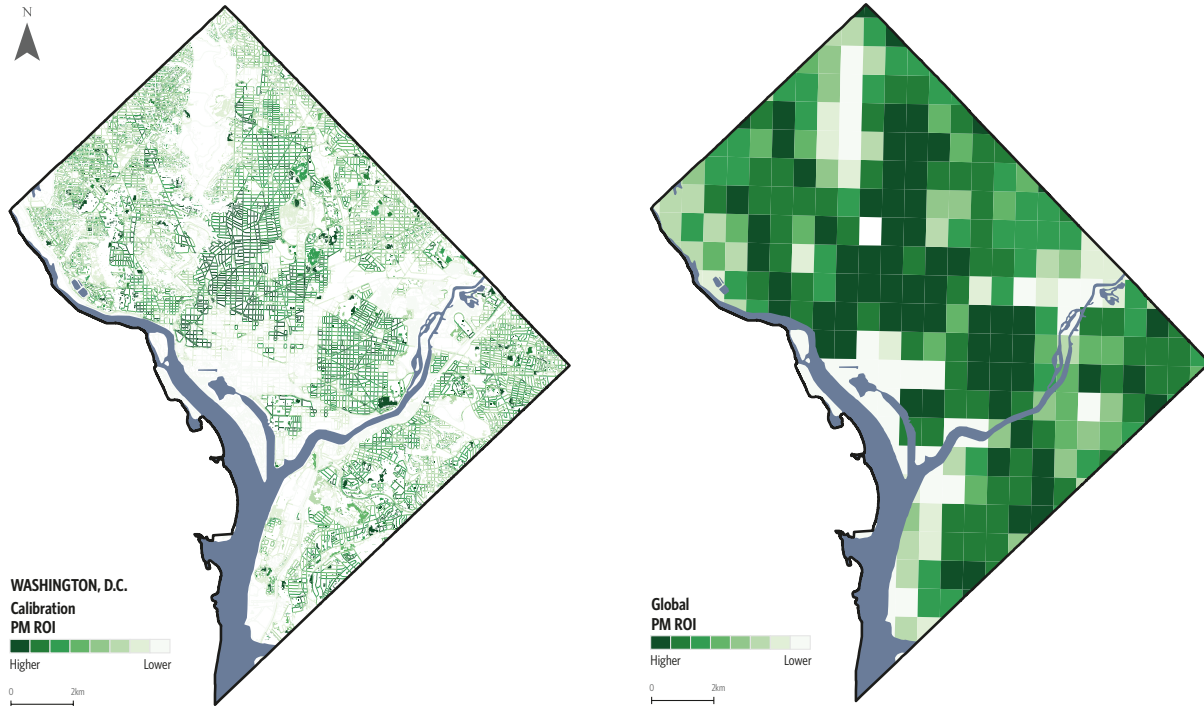 N
WASHINGTON, D.C.
Calibration
PM ROI
Higher Lower
0 2km
Global
PM ROI
Higher Lower
0 2km